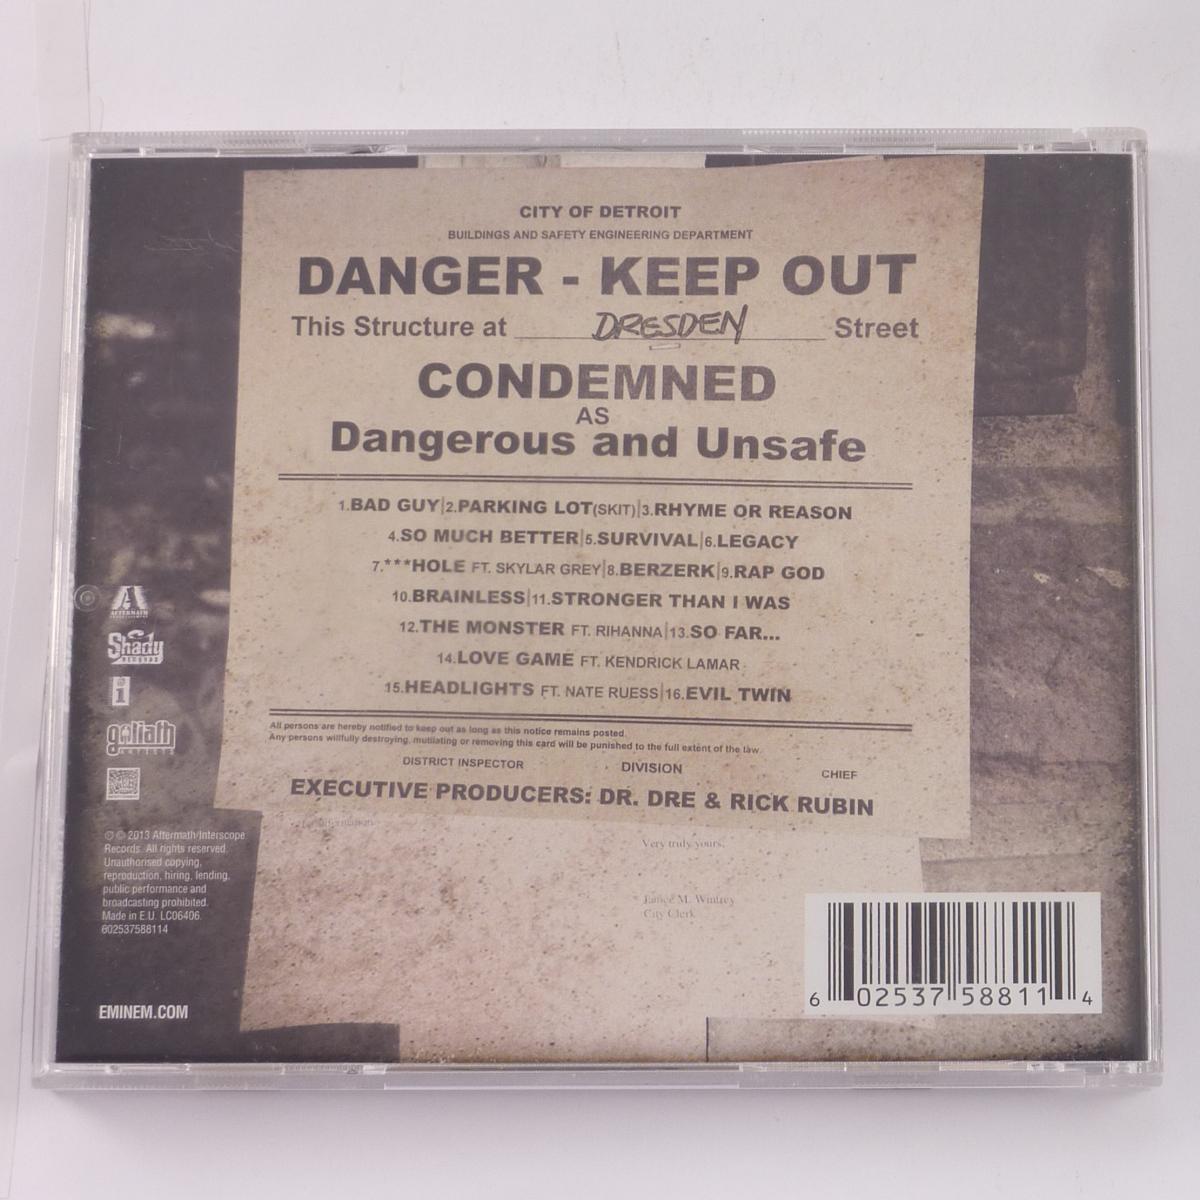 CITY OF DETROIT
BUILDINGS AND SAFETY ENGINEERING DEPARTMENT
DANGER - KEEP OUT
This Structure at DRESDEN Street
CONDEMNED
AS
Dangerous and Unsafe
1.BAD GUY|2.PARKING LOT(SKIT)|3.RHYME OR REASON
4.SO MUCH BETTER|5.SURVIVAL|6.LEGACY
7.***HOLE FT. SKYLAR GREY|8.BERZERK|9.RAP GOD
10.BRAINLESS|11.STRONGER THAN I WAS
12.THE MONSTER FT. RIHANNA|13.SO FAR...
14.LOVE GAME FT. KENDRICK LAMAR
15.HEADLIGHTS FT. NATE RUESS|16.EVIL TWIN
All persons are hereby notified to keep out as long as this notice remains posted.
Any persons willfully destroying, mutilating or removing this card will be punished to the full extent of the law.
DISTRICT INSPECTOR DIVISION CHIEF
EXECUTIVE PRODUCERS: DR. DRE & RICK RUBIN
Very truly yours,
M. Winfrey
City Clerk
AFTERMATH
Shady
RECORDS
i
goliath
ARTISTS
℗ © 2013 Aftermath/Interscope
Records. All rights reserved.
Unauthorised copying,
reproduction, hiring, lending,
public performance and
broadcasting prohibited.
Made in E.U. LC06406.
602537588114
EMINEM.COM
6 02537 58811 4